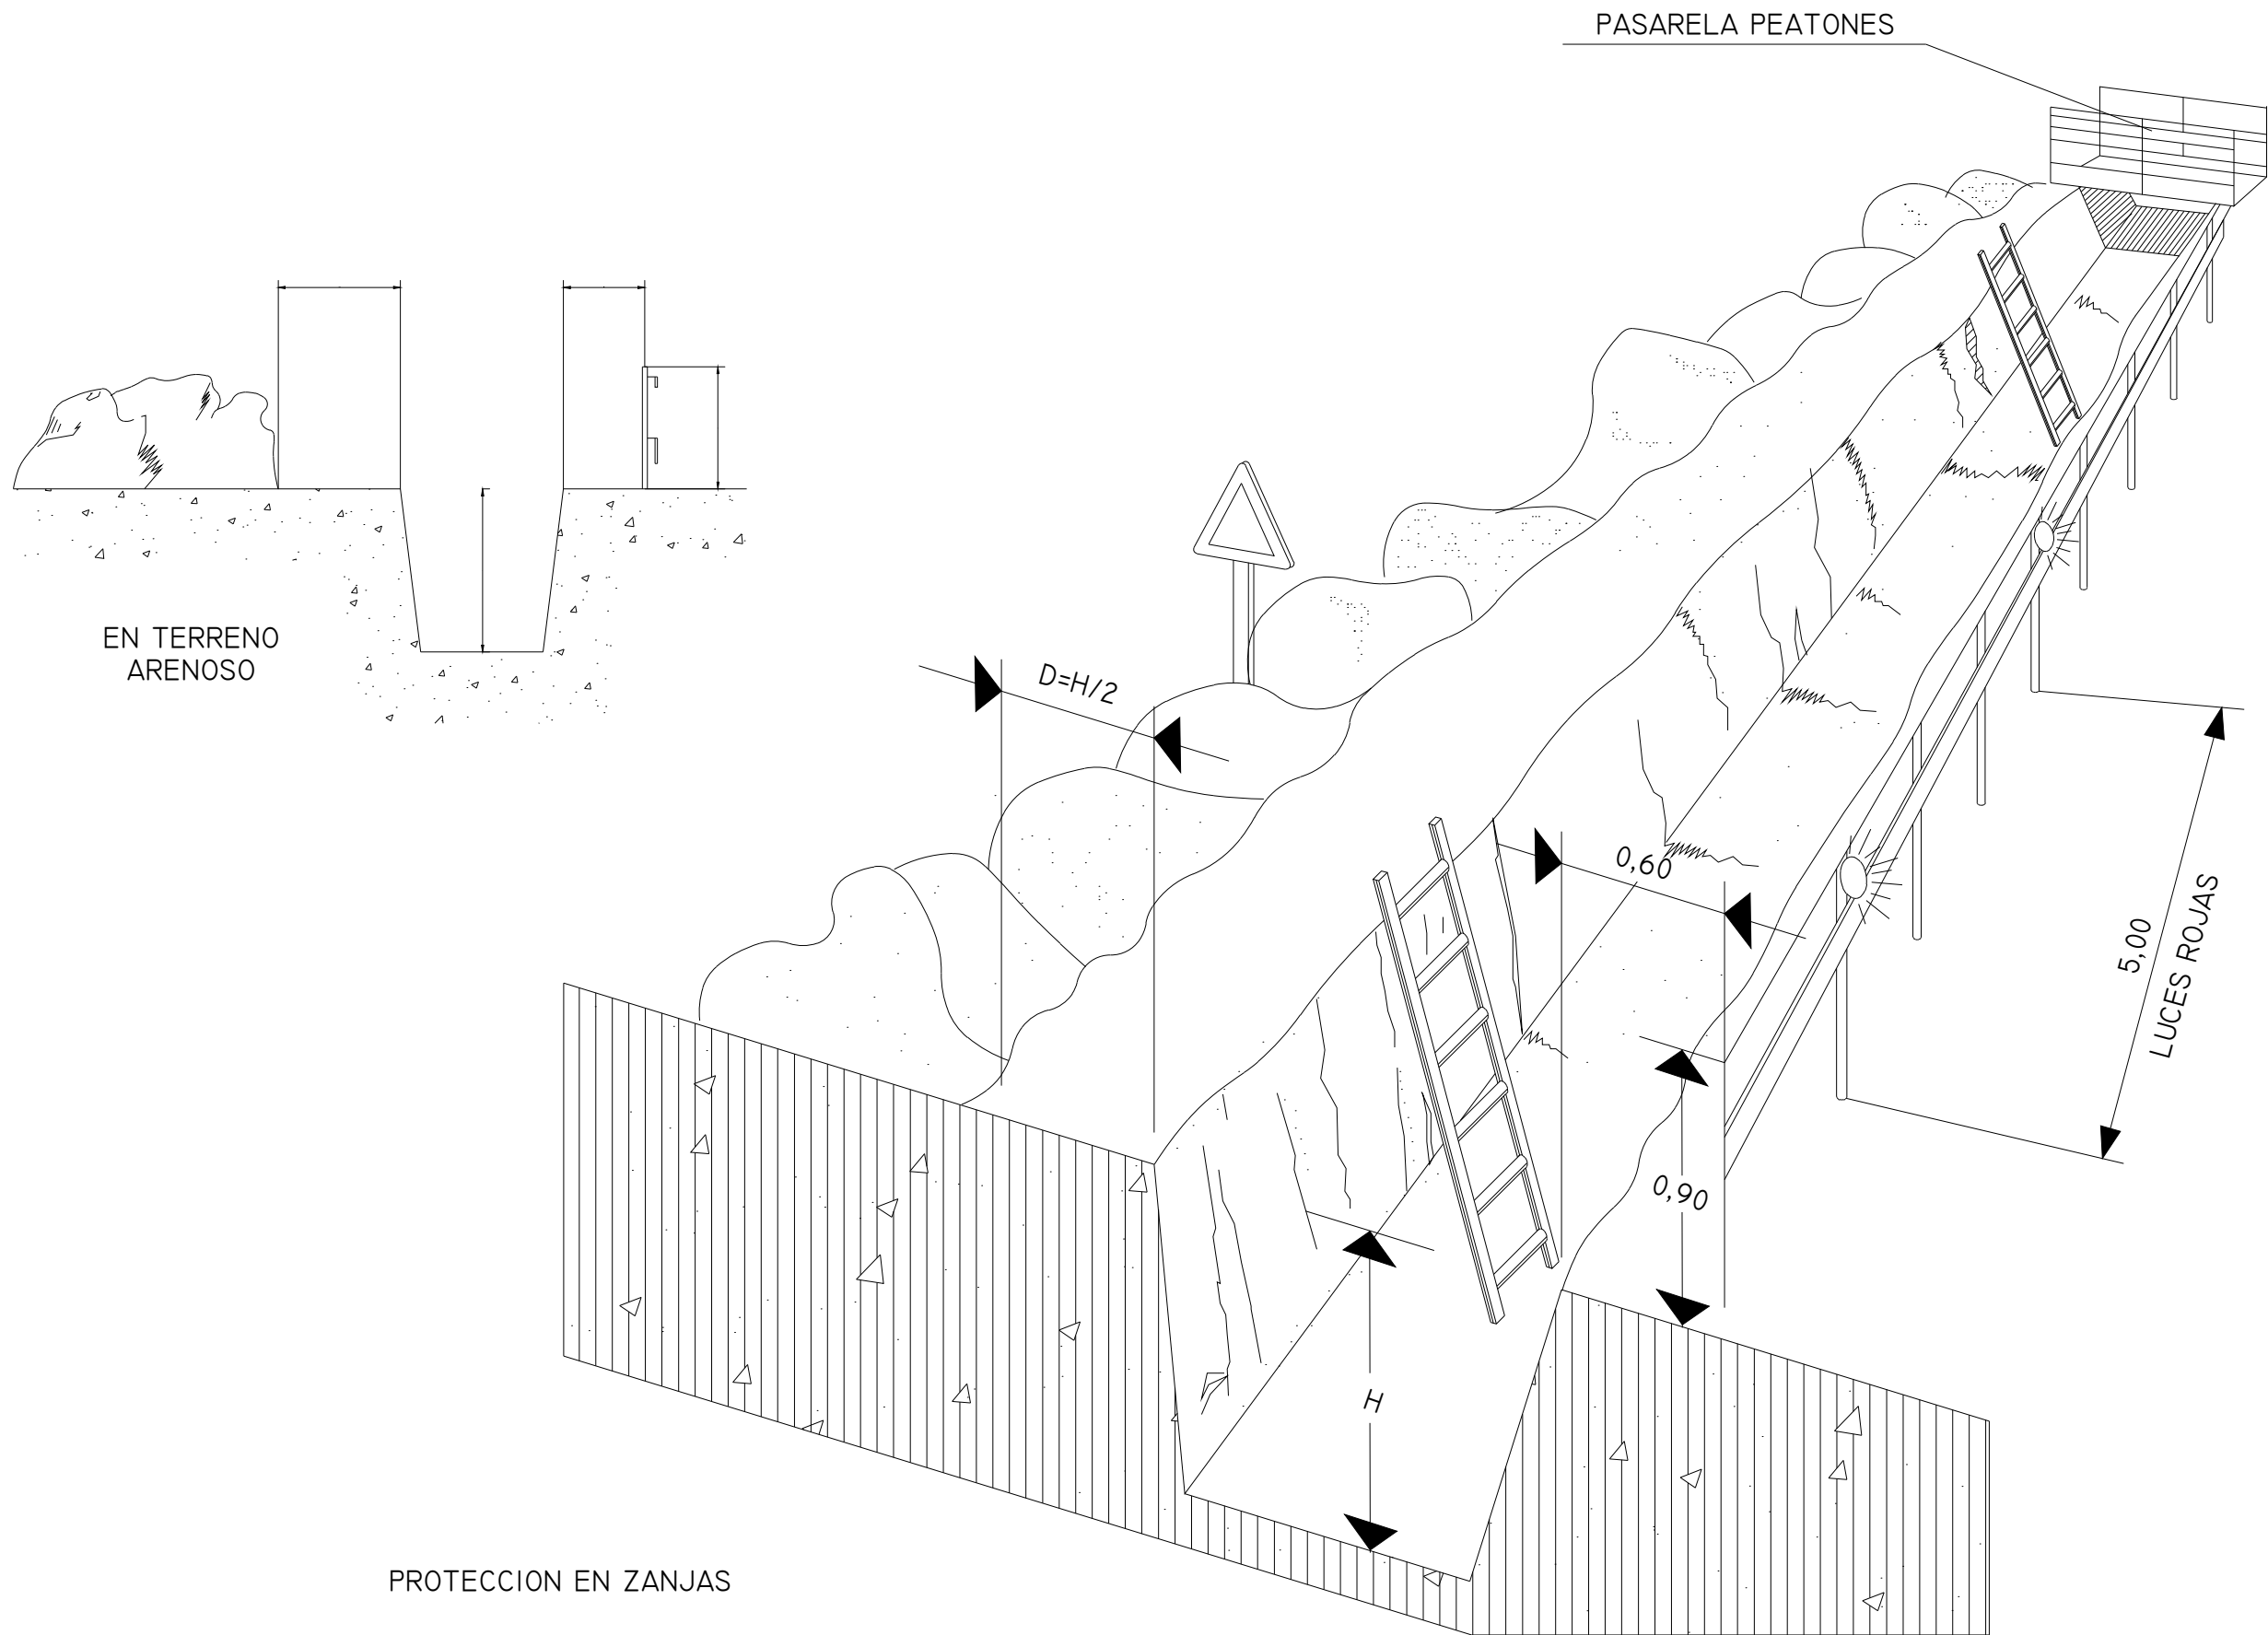 PASARELA PEATONES
EN TERRENO
ARENOSO
D=H/2
0,60
5,00
LUCES ROJAS
0,90
H
PROTECCION EN ZANJAS